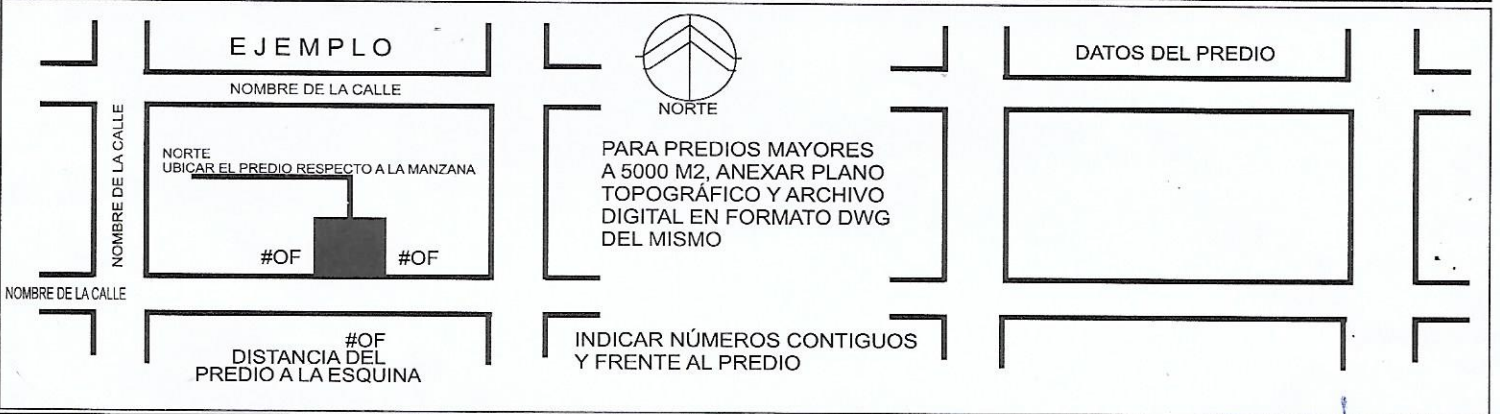 EJEMPLO
NOMBRE DE LA CALLE
NOMBRE DE LA CALLE
NORTE
UBICAR EL PREDIO RESPECTO A LA MANZANA
#OF
#OF
NOMBRE DE LA CALLE
#OF
DISTANCIA DEL
PREDIO A LA ESQUINA
NORTE
PARA PREDIOS MAYORES
A 5000 M2, ANEXAR PLANO
TOPOGRÁFICO Y ARCHIVO
DIGITAL EN FORMATO DWG
DEL MISMO
INDICAR NÚMEROS CONTIGUOS
Y FRENTE AL PREDIO
DATOS DEL PREDIO